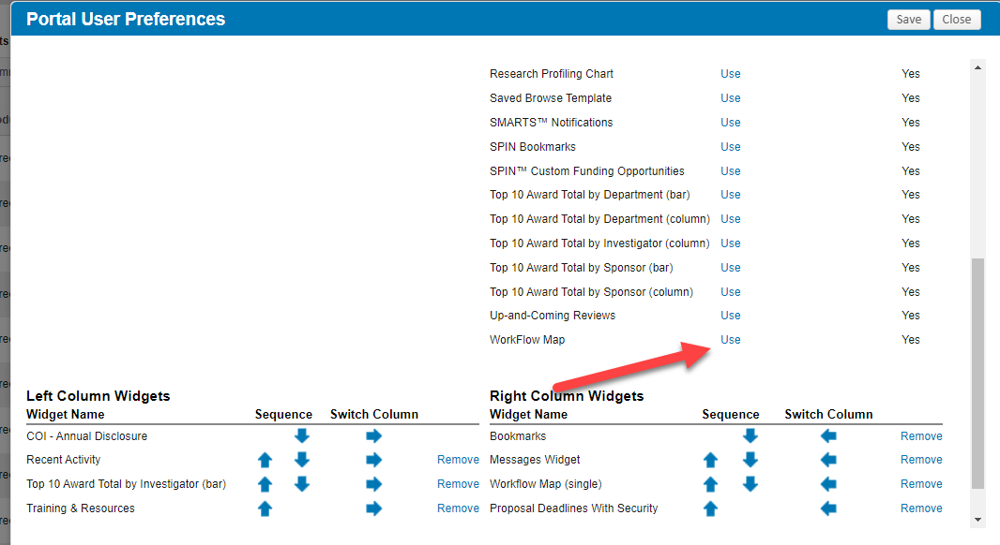 Portal User Preferences Save Close
Research Profiling Chart Use Yes
Saved Browse Template Use Yes
SMARTS™ Notifications Use Yes
SPIN Bookmarks Use Yes
SPIN™ Custom Funding Opportunities Use Yes
Top 10 Award Total by Department (bar) Use Yes
Top 10 Award Total by Department (column) Use Yes
Top 10 Award Total by Investigator (column) Use Yes
Top 10 Award Total by Sponsor (bar) Use Yes
Top 10 Award Total by Sponsor (column) Use Yes
Up-and-Coming Reviews Use Yes
WorkFlow Map Use Yes
Left Column Widgets
Widget Name Sequence Switch Column
COI - Annual Disclosure
Recent Activity Remove
Top 10 Award Total by Investigator (bar) Remove
Training & Resources Remove
Right Column Widgets
Widget Name Sequence Switch Column
Bookmarks Remove
Messages Widget Remove
Workflow Map (single) Remove
Proposal Deadlines With Security Remove